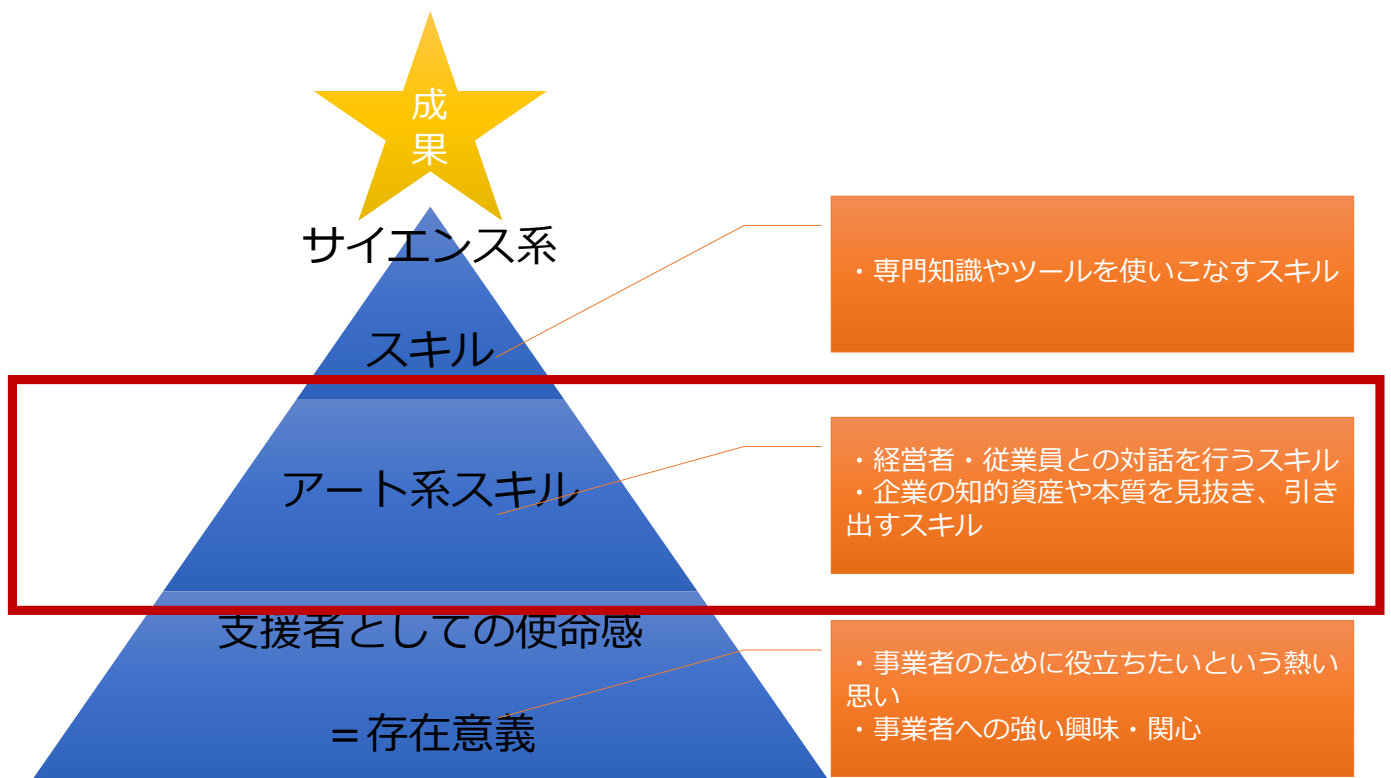 成
果
サイエンス系
スキル
・専門知識やツールを使いこなすスキル
アート系スキル
・経営者・従業員との対話を行うスキル
・企業の知的資産や本質を見抜き、引き
出すスキル
支援者としての使命感
＝存在意義
・事業者のために役立ちたいという熱い
思い
・事業者への強い興味・関心